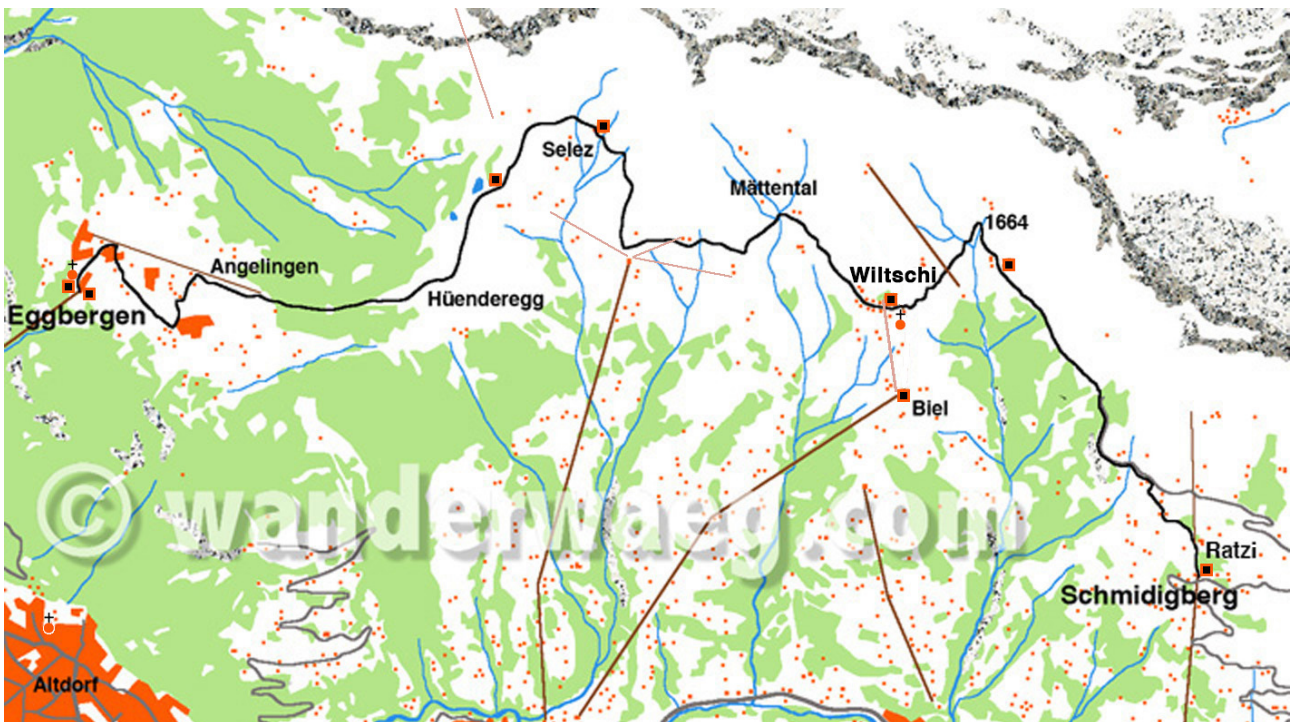 Selez
Mättental
1664
Angelingen
Wiltschi
Hüenderegg
Eggbergen
Biel
© wanderwaeg.com
Ratzi
Schmidigberg
Altdorf